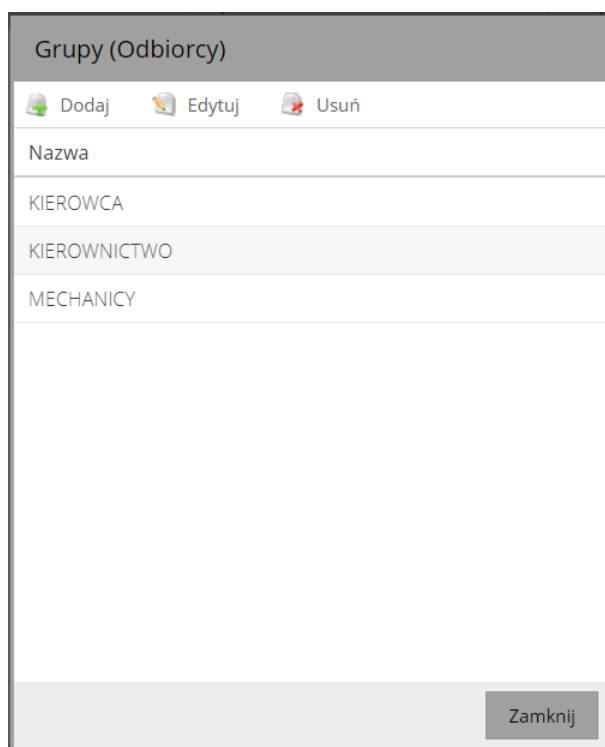 Grupy (Odbiorcy)
Dodaj Edytuj Usuń
Nazwa
KIEROWCA
KIEROWNICTWO
MECHANICY
Zamknij